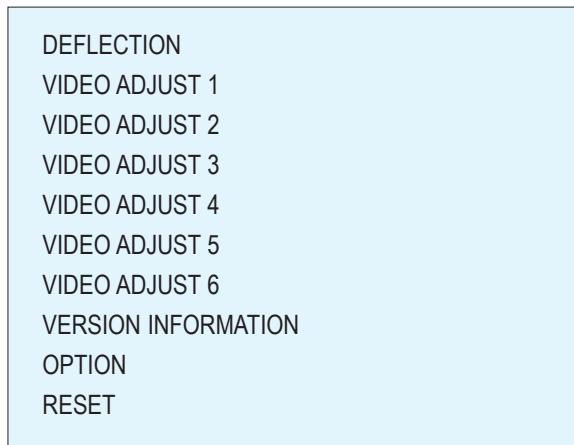 DEFLECTION
VIDEO ADJUST 1
VIDEO ADJUST 2
VIDEO ADJUST 3
VIDEO ADJUST 4
VIDEO ADJUST 5
VIDEO ADJUST 6
VERSION INFORMATION
OPTION
RESET